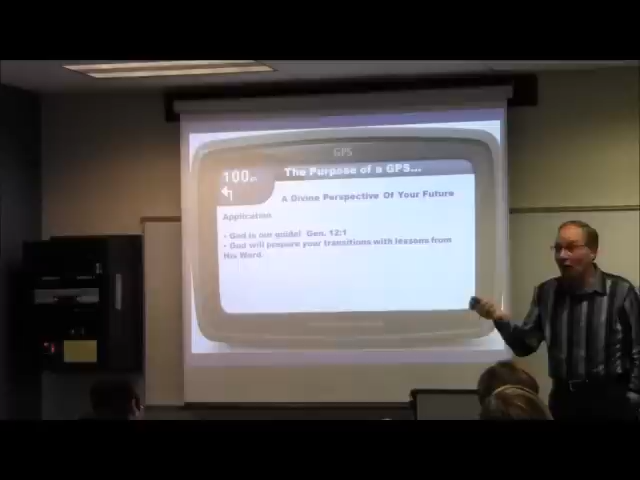 GPS
100m
The Purpose of a GPS...
A Divine Perspective Of Your Future
Application
• God is our guide! Gen. 12:1
• God will prepare your transitions with lessons from
His Word.